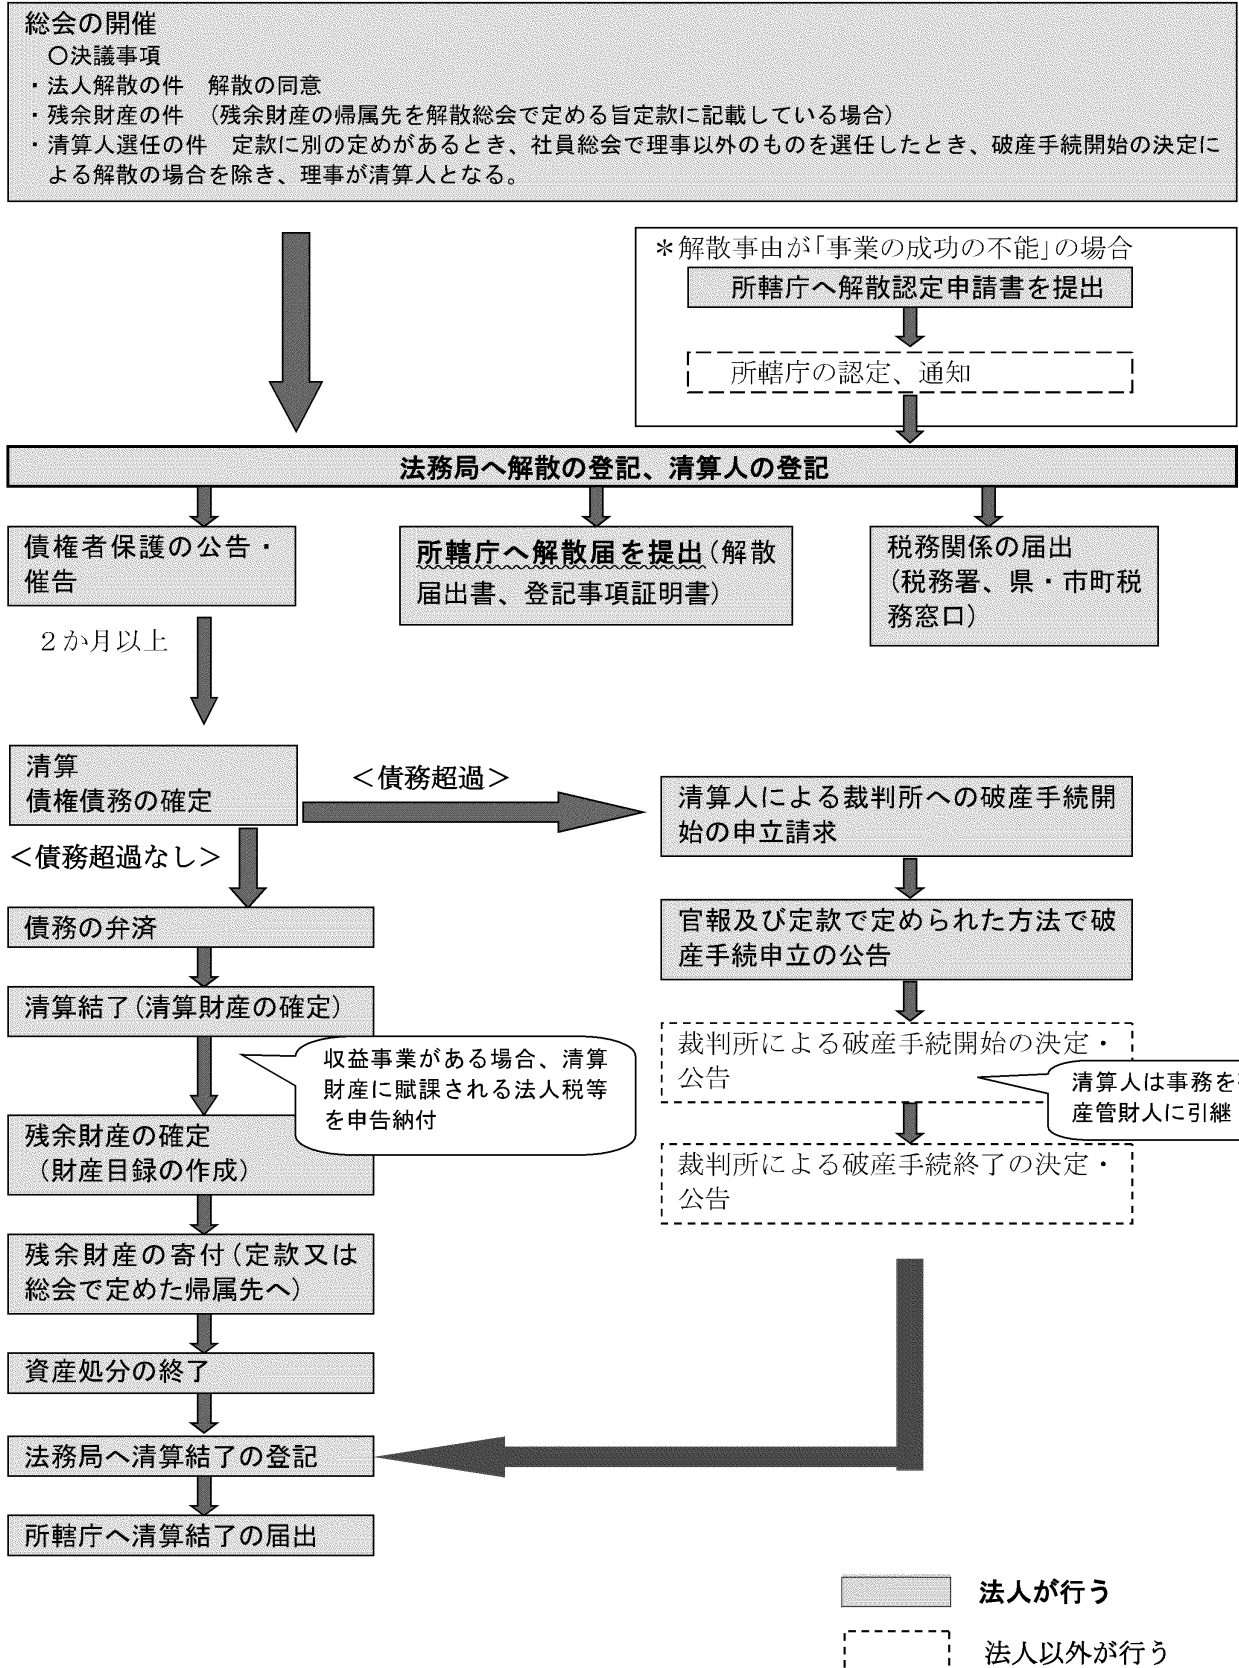 総会の開催
〇決議事項
・法人解散の件　解散の同意
・残余財産の件　（残余財産の帰属先を解散総会で定める旨定款に記載している場合）
・清算人選任の件　定款に別の定めがあるとき、社員総会で理事以外のものを選任したとき、破産手続開始の決定に
よる解散の場合を除き、理事が清算人となる。
＊解散事由が「事業の成功の不能」の場合
所轄庁へ解散認定申請書を提出
所轄庁の認定、通知
法務局へ解散の登記、清算人の登記
債権者保護の公告・
催告
所轄庁へ解散届を提出（解散
届出書、登記事項証明書）
税務関係の届出
（税務署、県・市町税
務窓口）
２か月以上
清算
債権債務の確定
＜債務超過＞
清算人による裁判所への破産手続開
始の申立請求
＜債務超過なし＞
債務の弁済
官報及び定款で定められた方法で破
産手続申立の公告
清算結了（清算財産の確定）
収益事業がある場合、清算
財産に賦課される法人税等
を申告納付
裁判所による破産手続開始の決定・
公告
清算人は事務を
産管財人に引継
残余財産の確定
（財産目録の作成）
裁判所による破産手続終了の決定・
公告
残余財産の寄付（定款又は
総会で定めた帰属先へ）
資産処分の終了
法務局へ清算結了の登記
所轄庁へ清算結了の届出
法人が行う
法人以外が行う